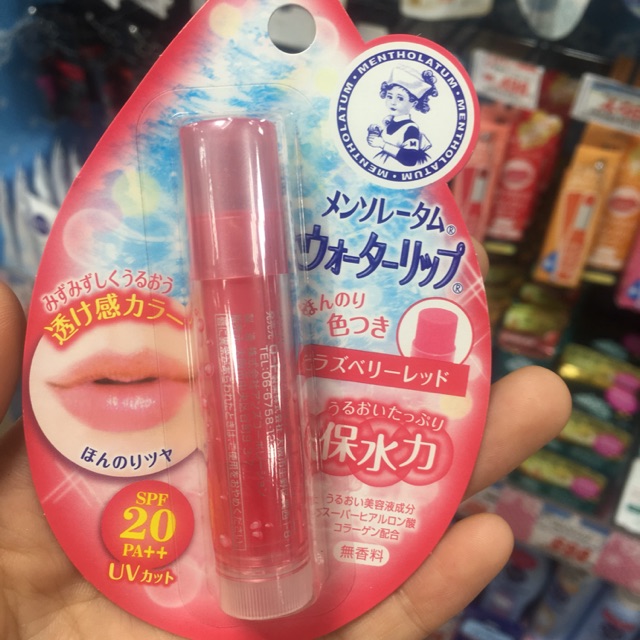 MENTHOLATUM · MENTHOLATUM · MENTHOLATUM
メンソレータム®
ウォーターリップ®
ほんのり
色つき
みずみずしくうるおう
透け感カラー
ラズベリーレッド
ほんのりツヤ
うるおいたっぷり
保水力
SPF
20
PA++
UVカット
うるおい美容液成分
スーパーヒアルロン酸
コラーゲン配合
無香料